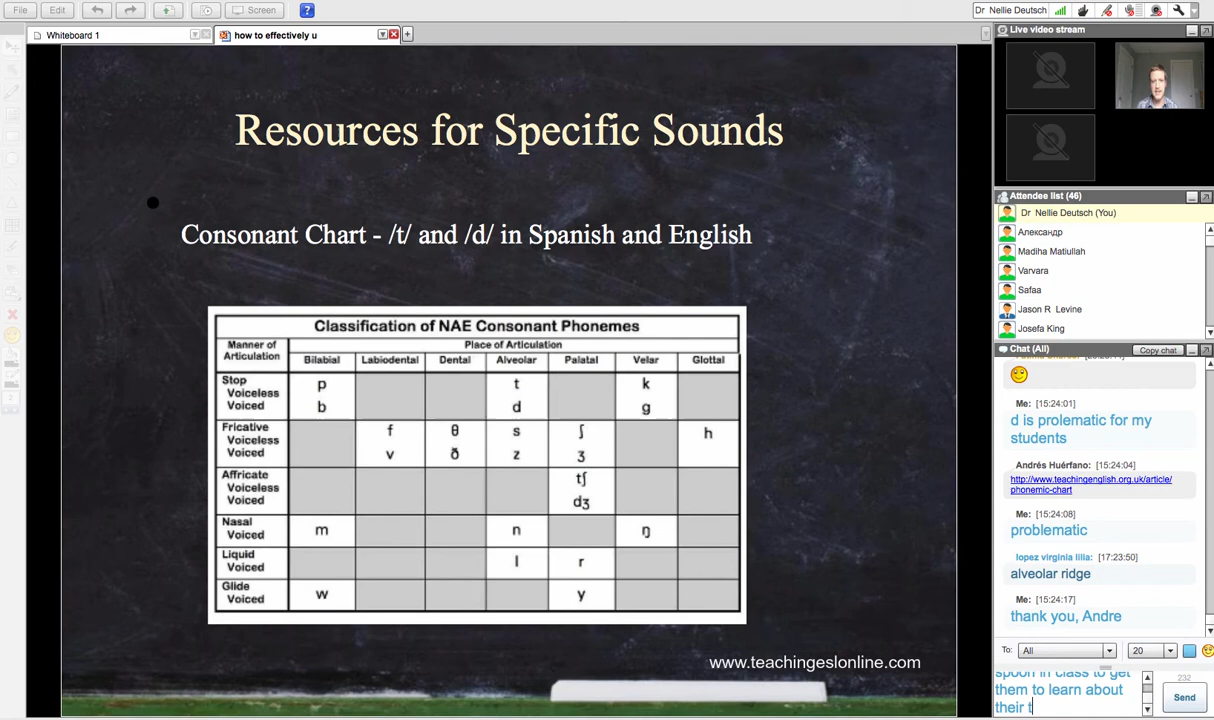 File
Edit
Screen
?
Dr Nellie Deutsch
Whiteboard 1
how to effectively u
Live video stream
Resources for Specific Sounds
Consonant Chart - /t/ and /d/ in Spanish and English
Classification of NAE Consonant Phonemes
Manner of Articulation
Place of Articulation
Bilabial Labiodental Dental Alveolar Palatal Velar Glottal
Stop
Voiceless p t k
Voiced b d g
Fricative
Voiceless f θ s ʃ h
Voiced v ð z ʒ
Affricate
Voiceless tʃ
Voiced dʒ
Nasal
Voiced m n ŋ
Liquid
Voiced l r
Glide
Voiced w y
www.teachingeslonline.com
Attendee list (46)
Dr Nellie Deutsch (You)
Александр
Madiha Matiullah
Varvara
Safaa
Jason R Levine
Josefa King
Chat (All)
Copy chat
Me: [15:24:01]
d is prolematic for my
students
Andrés Huérfano: [15:24:04]
http://www.teachingenglish.org.uk/article/
phonemic-chart
Me: [15:24:08]
problematic
lopez virginia lilia: [17:23:50]
alveolar ridge
Me: [15:24:17]
thank you, Andre
To: All 20
spoon in class to get
them to learn about
their t
232
Send